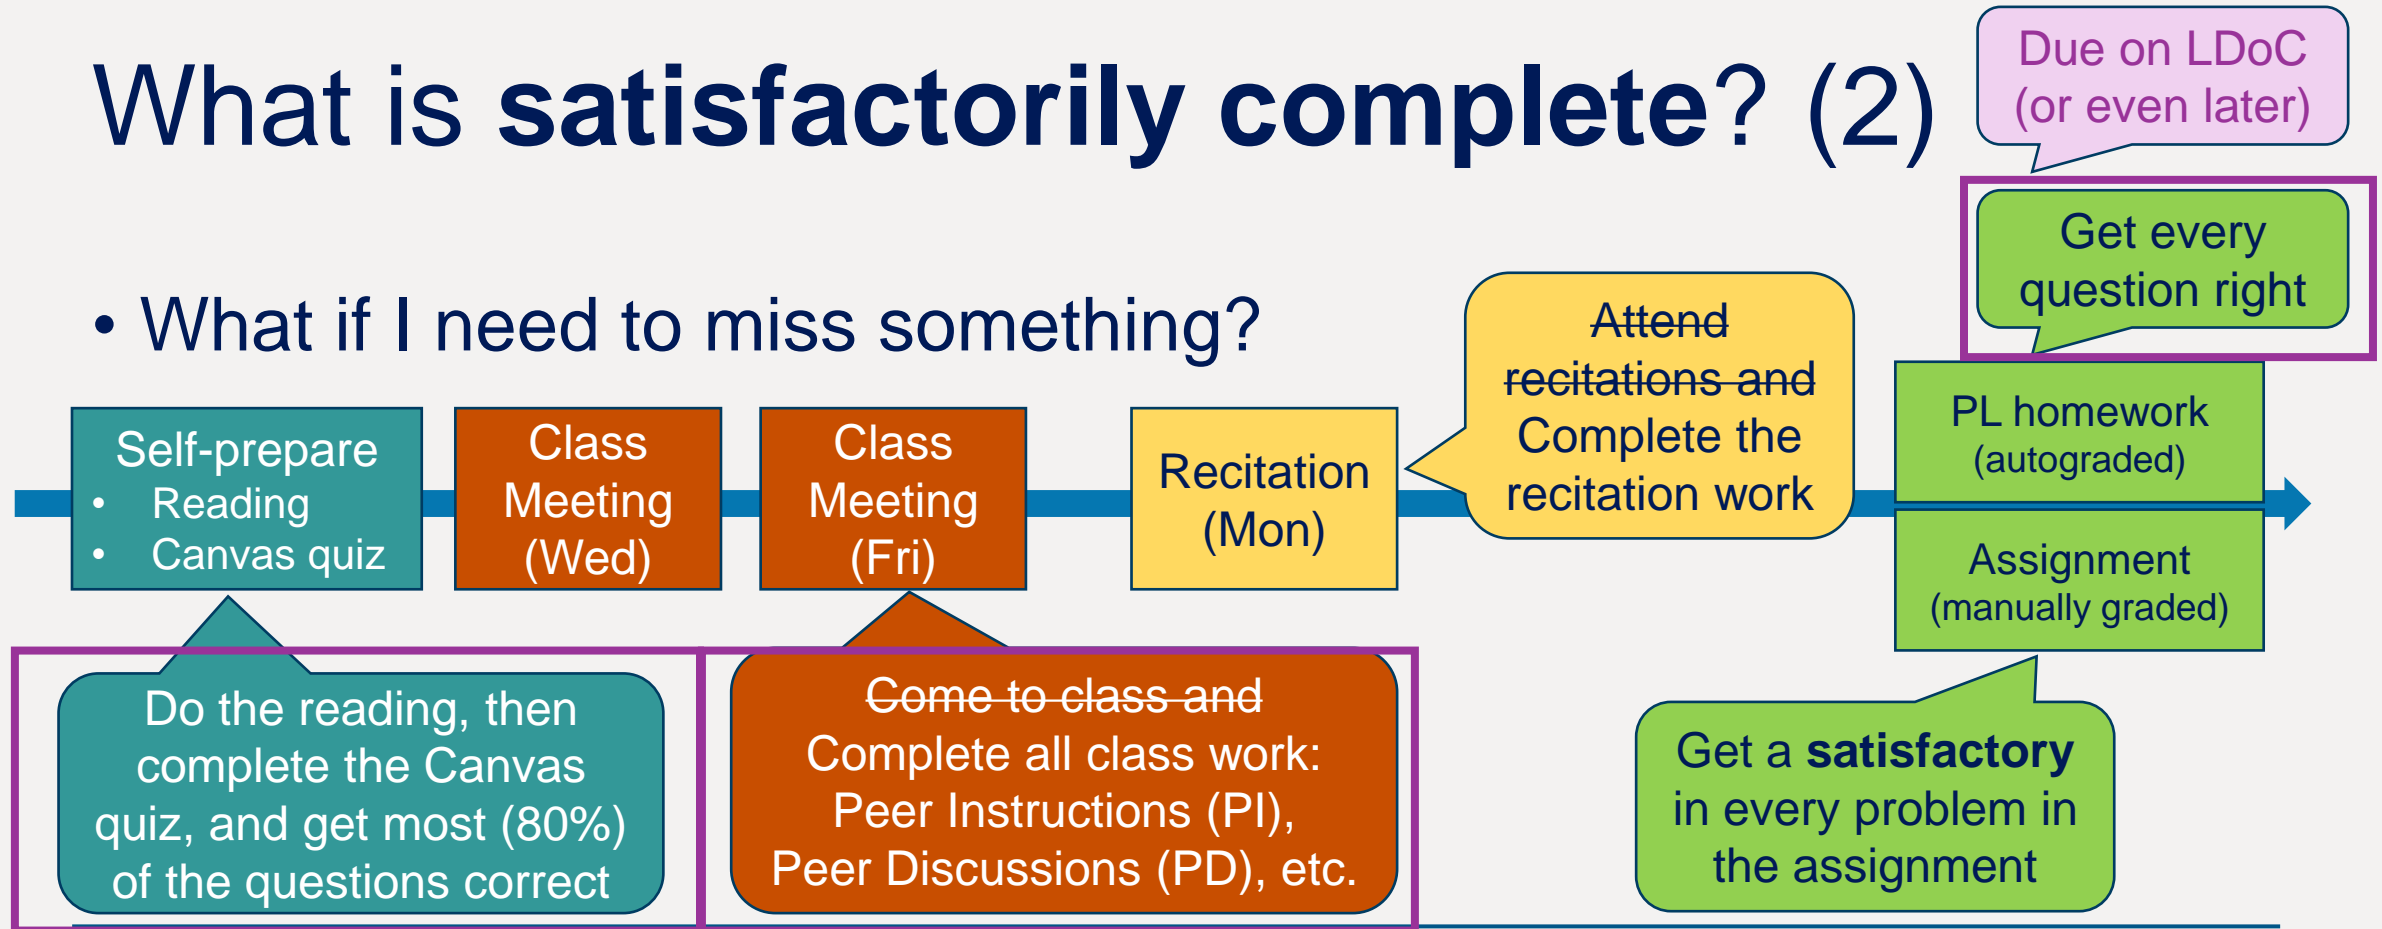 What is satisfactorily complete? (2)
Due on LDoC
(or even later)
Get every
question right
• What if I need to miss something?
Self-prepare
• Reading
• Canvas quiz
Class
Meeting
(Wed)
Class
Meeting
(Fri)
Recitation
(Mon)
Attend
recitations and
Complete the
recitation work
PL homework
(autograded)
Assignment
(manually graded)
Do the reading, then
complete the Canvas
quiz, and get most (80%)
of the questions correct
Come to class and
Complete all class work:
Peer Instructions (PI),
Peer Discussions (PD), etc.
Get a satisfactory
in every problem in
the assignment